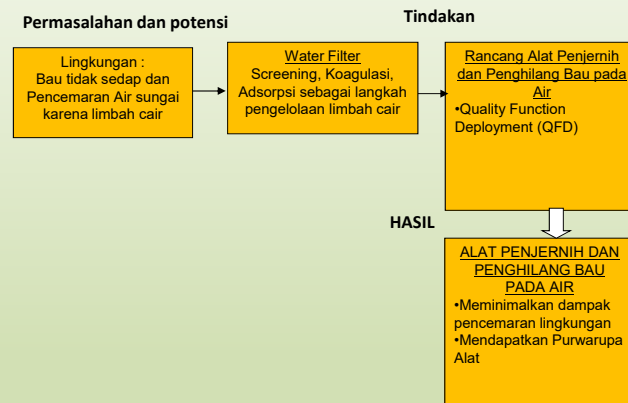 Permasalahan dan potensi
Tindakan
Lingkungan :
Bau tidak sedap dan
Pencemaran Air sungai
karena limbah cair
Water Filter
Screening, Koagulasi,
Adsorpsi sebagai langkah
pengelolaan limbah cair
Rancang Alat Penjernih
dan Penghilang Bau pada
Air
•Quality Function
Deployment (QFD)
HASIL
ALAT PENJERNIH DAN
PENGHILANG BAU
PADA AIR
•Meminimalkan dampak
pencemaran lingkungan
•Mendapatkan Purwarupa
Alat